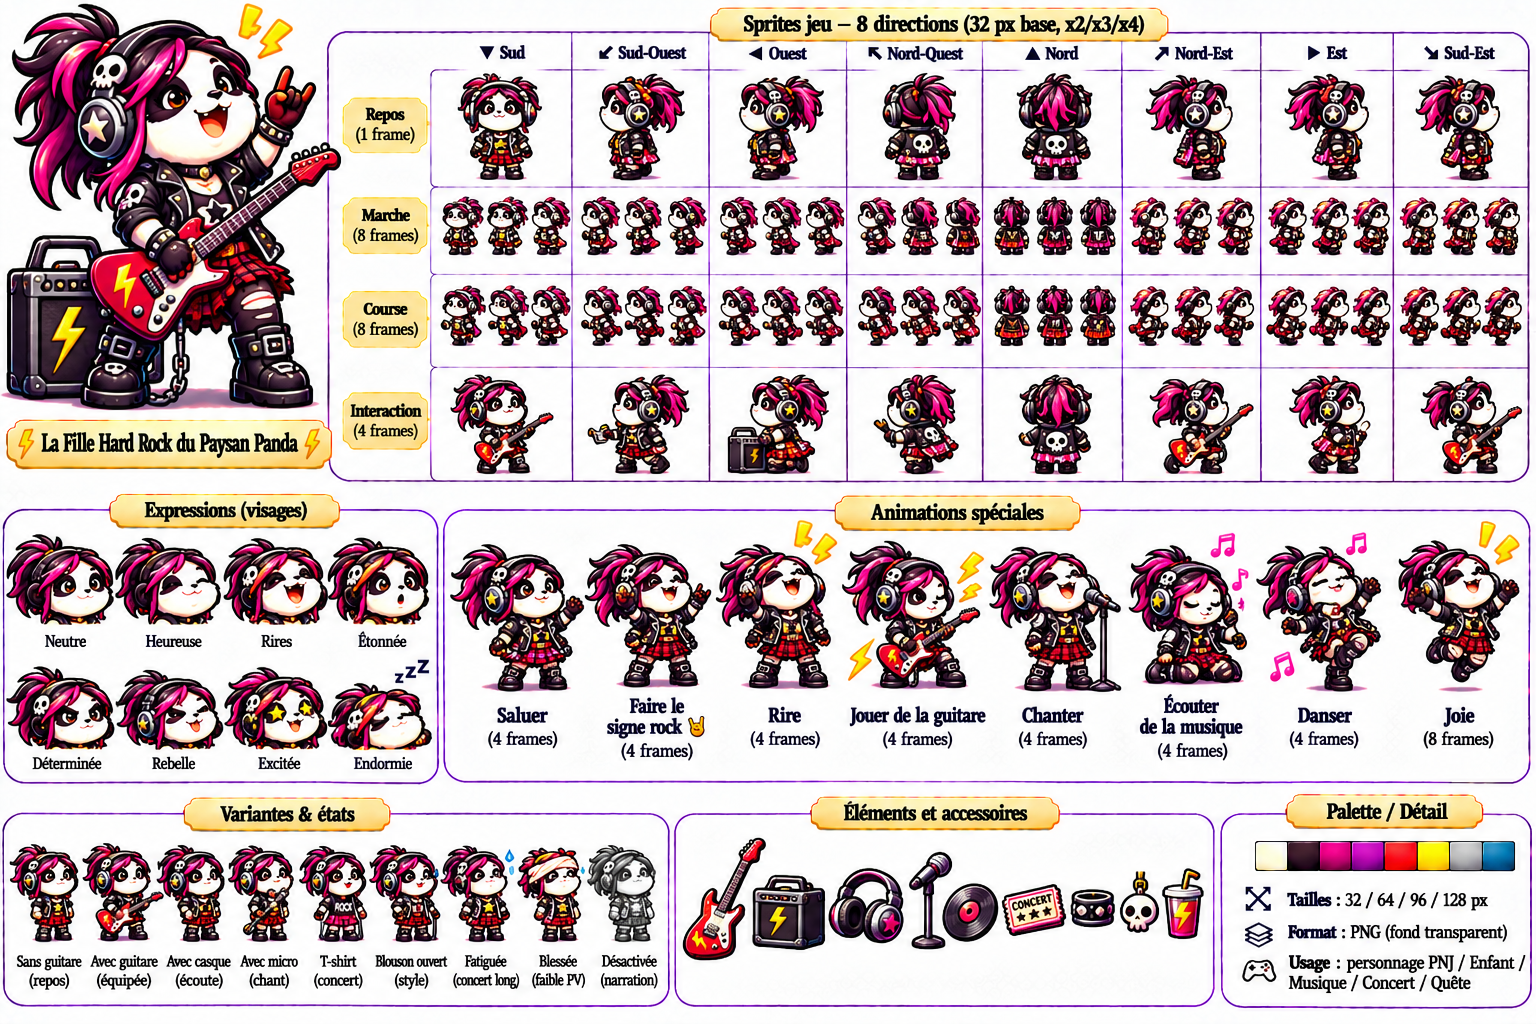 Sprites jeu – 8 directions (32 px base, x2/x3/x4)
▼ Sud
↙ Sud-Ouest
◀ Ouest
↖ Nord-Quest
▲ Nord
↗ Nord-Est
▶ Est
↘ Sud-Est
Repos
(1 frame)
Marche
(8 frames)
Course
(8 frames)
Interaction
(4 frames)
La Fille Hard Rock du Paysan Panda
Expressions (visages)
Neutre
Heureuse
Rires
Étonnée
zzZ
Déterminée
Rebelle
Excitée
Endormie
Animations spéciales
Saluer
(4 frames)
Faire le
signe rock 🤘
(4 frames)
Rire
(4 frames)
Jouer de la guitare
(4 frames)
Chanter
(4 frames)
Écouter
de la musique
(4 frames)
Danser
(4 frames)
Joie
(8 frames)
Variantes & états
ROCK
Sans guitare
(repos)
Avec guitare
(équipée)
Avec casque
(écoute)
Avec micro
(chant)
T-shirt
(concert)
Blouson ouvert
(style)
Fatiguée
(concert long)
Blessée
(faible PV)
Désactivée
(narration)
Éléments et accessoires
CONCERT
Palette / Détail
Tailles : 32 / 64 / 96 / 128 px
Format : PNG (fond transparent)
Usage : personnage PNJ / Enfant /
Musique / Concert / Quête